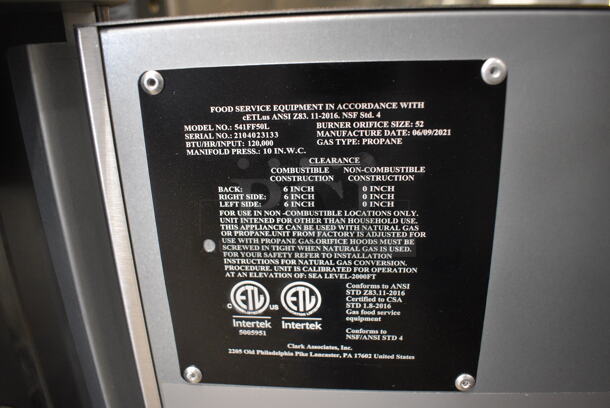 FOOD SERVICE EQUIPMENT IN ACCORDANCE WITH
cETLus ANSI Z83. 11-2016. NSF Std. 4
MODEL NO.: 541FF50L BURNER ORIFICE SIZE: 52
SERIAL NO.: 2104023133 MANUFACTURE DATE: 06/09/2021
BTU/HR/INPUT: 120,000 GAS TYPE: PROPANE
MANIFOLD PRESS.: 10 IN.W.C.
CLEARANCE
COMBUSTIBLE NON-COMBUSTIBLE
CONSTRUCTION CONSTRUCTION
BACK: 6 INCH 0 INCH
RIGHT SIDE: 6 INCH 0 INCH
LEFT SIDE: 6 INCH 0 INCH
FOR USE IN NON -COMBUSTIBLE LOCATIONS ONLY.
UNIT INTENED FOR OTHER THAN HOUSEHOLD USE.
THIS APPLIANCE CAN BE USED WITH NATURAL GAS
OR PROPANE.UNIT FROM FACTORY IS ADJUSTED FOR
USE WITH PROPANE GAS.ORIFICE HOODS MUST BE
SCREWED IN TIGHT WHEN NATURAL GAS IS USED.
FOR YOUR SAFETY REFER TO INSTALLATION
INSTRUCTIONS FOR NATURAL GAS CONVERSION.
PROCEDURE. UNIT IS CALIBRATED FOR OPERATION
AT AN ELEVATION OF: SEA LEVEL-2000FT
C ETL US ETL
Intertek Intertek
5005951
Conforms to ANSI
STD Z83.11-2016
Certified to CSA
STD 1.8-2016
Gas food service
equipment
Conforms to
NSF/ANSI STD 4
Clark Associates, Inc.
2205 Old Philadelphia Pike Lancaster, PA 17602 United States